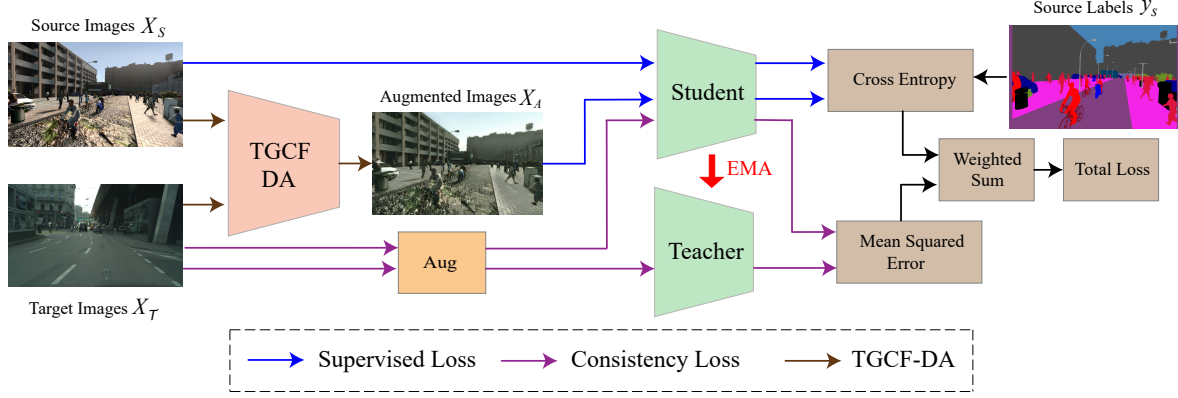 Source Images X_S
Source Labels y_s
Student
Cross Entropy
Augmented Images X_A
TGCF
DA
EMA
Weighted
Sum
Total Loss
Aug
Teacher
Mean Squared
Error
Target Images X_T
Supervised Loss
Consistency Loss
TGCF-DA